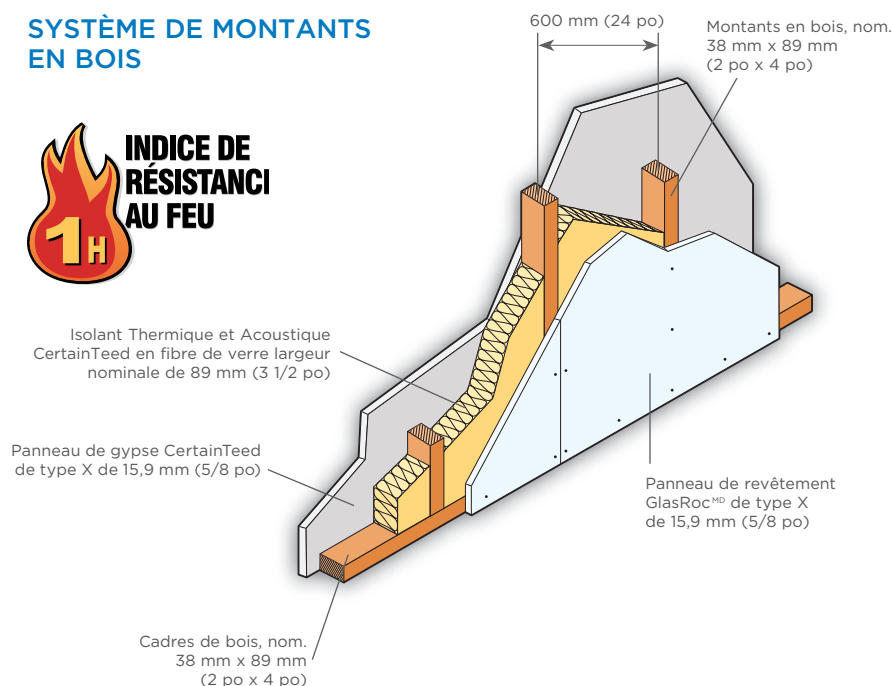 SYSTÈME DE MONTANTS
EN BOIS
600 mm (24 po)
Montants en bois, nom.
38 mm x 89 mm
(2 po x 4 po)
INDICE DE
RÉSISTANCI
AU FEU
1H
Isolant Thermique et Acoustique
CertainTeed en fibre de verre largeur
nominale de 89 mm (3 1/2 po)
Panneau de gypse CertainTeed
de type X de 15,9 mm (5/8 po)
Panneau de revêtement
GlasRocᴹᴰ de type X
de 15,9 mm (5/8 po)
Cadres de bois, nom.
38 mm x 89 mm
(2 po x 4 po)